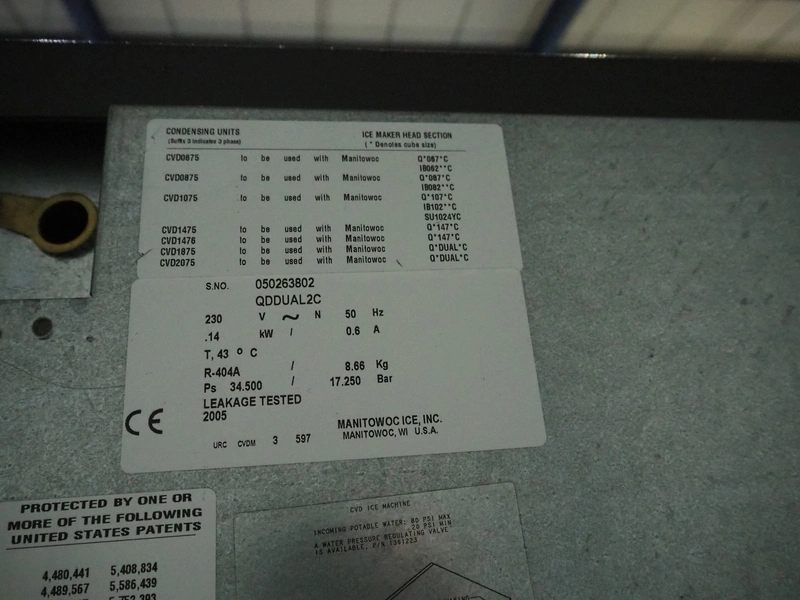 CONDENSING UNITS ICE MAKER HEAD SECTION
(Suffix 3 indicates 3 phase) ( * Denotes cube size)
CVD0675 to be used with Manitowoc Q*067*C
IB062**C
CVD0875 to be used with Manitowoc Q*087*C
IB082**C
CVD1075 to be used with Manitowoc Q*107*C
IB102**C
SU1024YC
CVD1475 to be used with Manitowoc Q*147*C
CVD1476 to be used with Manitowoc Q*147*C
CVD1875 to be used with Manitowoc Q*DUAL*C
CVD2075 to be used with Manitowoc Q*DUAL*C
S.NO. 050263802
QDDUAL2C
230 V ~ N 50 Hz
.14 kW / 0.6 A
T, 43 º C
R-404A / 8.66 Kg
Ps 34.500 / 17.250 Bar
LEAKAGE TESTED
2005
CE
MANITOWOC ICE, INC.
MANITOWOC, WI U.S.A.
URC CVDM 3 597
PROTECTED BY ONE OR
MORE OF THE FOLLOWING
UNITED STATES PATENTS
4,480,441 5,408,834
4,489,567 5,586,439
CVD ICE MACHINE
INCOMING POTABLE WATER: 80 PSI MAX
20 PSI MIN
A WATER PRESSURE REGULATING VALVE
IS AVAILABLE, P/N 1361223